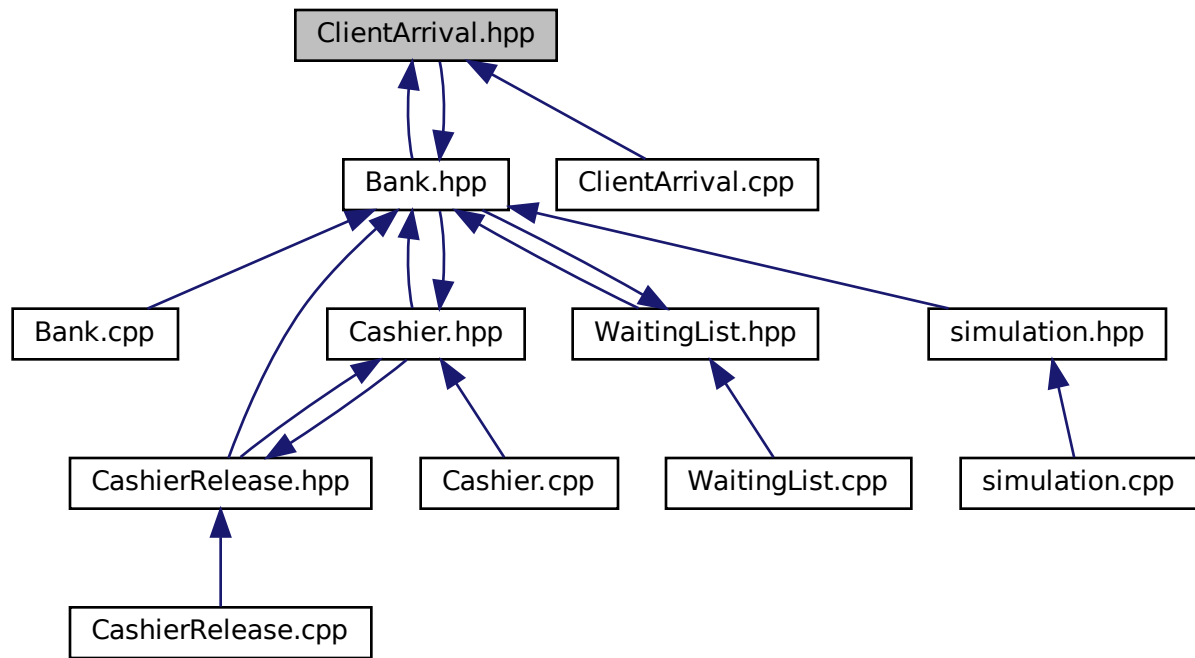 ClientArrival.hpp
Bank.hpp
ClientArrival.cpp
Bank.cpp
Cashier.hpp
WaitingList.hpp
simulation.hpp
CashierRelease.hpp
Cashier.cpp
WaitingList.cpp
simulation.cpp
CashierRelease.cpp